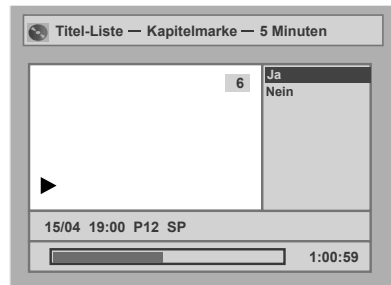 Titel-Liste — Kapitelmarke — 5 Minuten
6
Ja
Nein
15/04 19:00 P12 SP
1:00:59